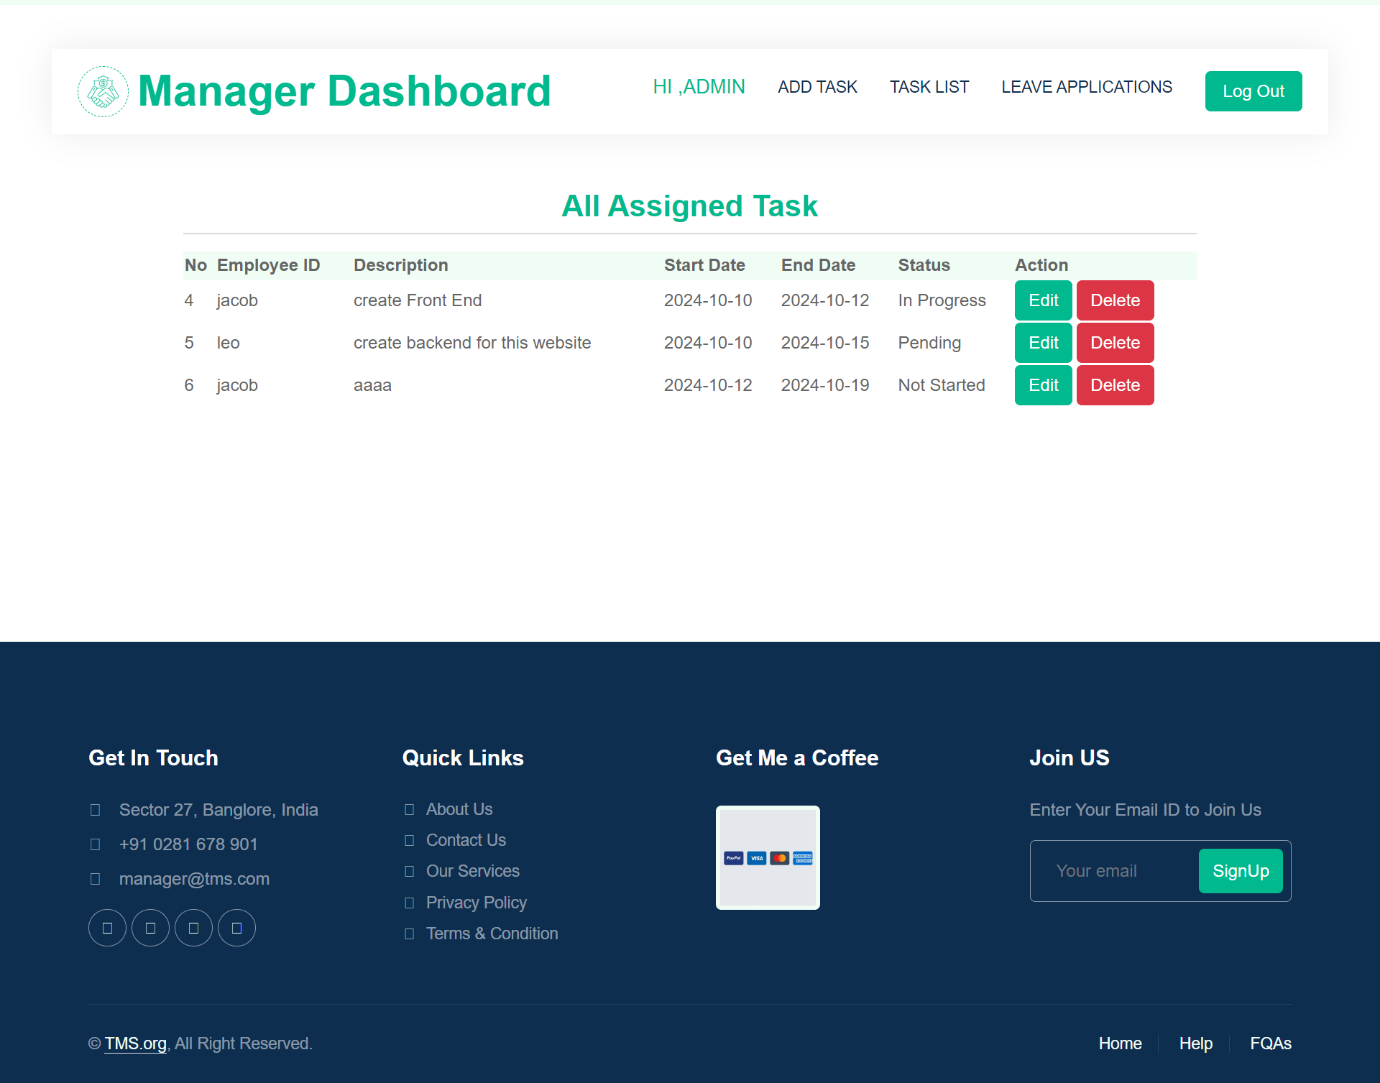 Manager Dashboard
HI ,ADMIN
ADD TASK
TASK LIST
LEAVE APPLICATIONS
Log Out
All Assigned Task
No Employee ID Description Start Date End Date Status Action
4 jacob create Front End 2024-10-10 2024-10-12 In Progress Edit Delete
5 leo create backend for this website 2024-10-10 2024-10-15 Pending Edit Delete
6 jacob aaaa 2024-10-12 2024-10-19 Not Started Edit Delete
Get In Touch
Sector 27, Banglore, India
+91 0281 678 901
manager@tms.com
Quick Links
About Us
Contact Us
Our Services
Privacy Policy
Terms & Condition
Get Me a Coffee
PayPal VISA
Join US
Enter Your Email ID to Join Us
Your email SignUp
© TMS.org, All Right Reserved.
Home Help FQAs